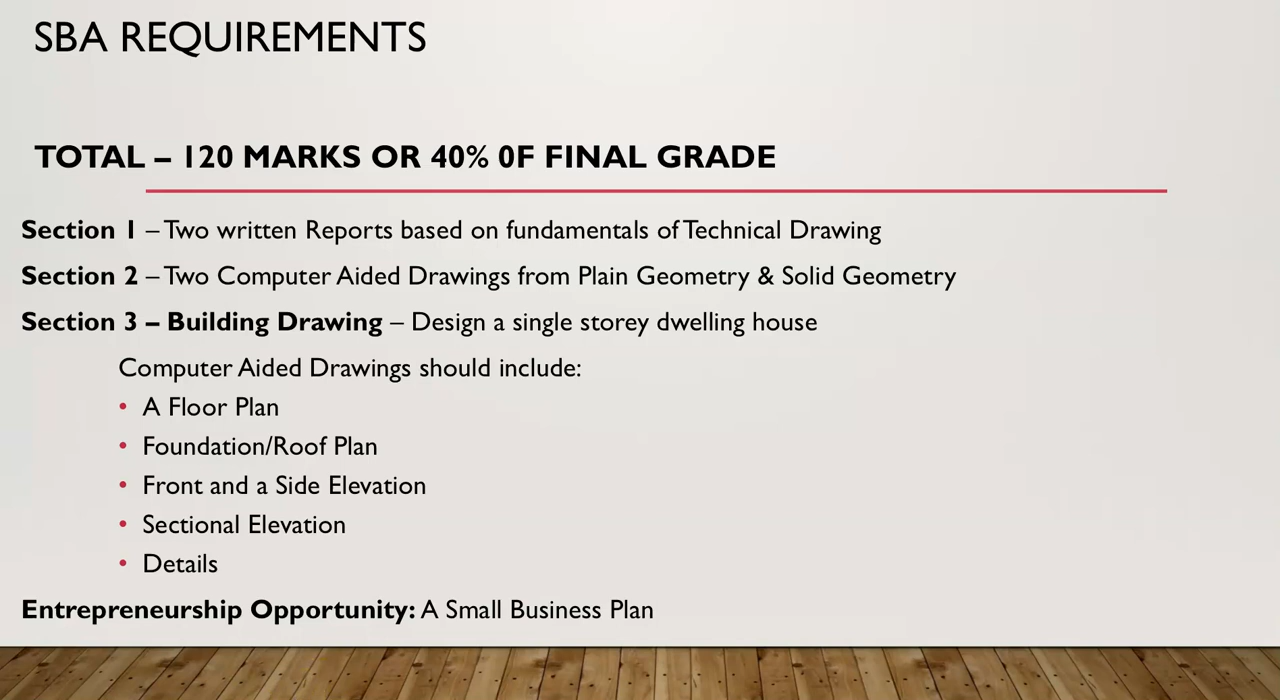 SBA REQUIREMENTS
TOTAL – 120 MARKS OR 40% 0F FINAL GRADE
Section 1 – Two written Reports based on fundamentals of Technical Drawing
Section 2 – Two Computer Aided Drawings from Plain Geometry & Solid Geometry
Section 3 – Building Drawing – Design a single storey dwelling house
Computer Aided Drawings should include:
• A Floor Plan
• Foundation/Roof Plan
• Front and a Side Elevation
• Sectional Elevation
• Details
Entrepreneurship Opportunity: A Small Business Plan